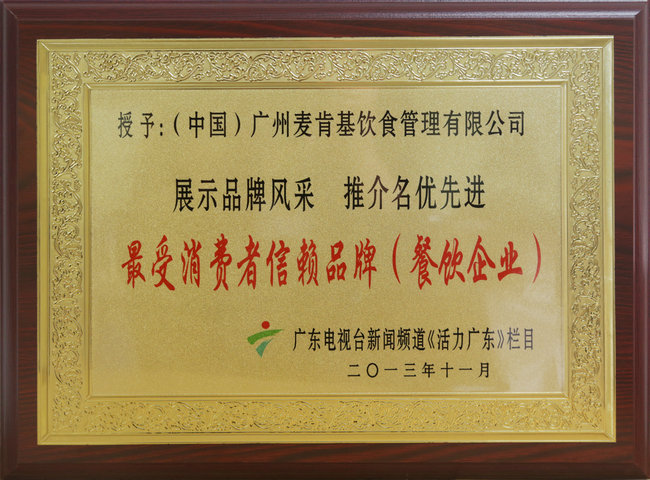 授予:（中国）广州麦肯基饮食管理有限公司
展示品牌风采 推介名优先进
最受消费者信赖品牌（餐饮企业）
广东电视台新闻频道《活力广东》栏目
二〇一三年十一月